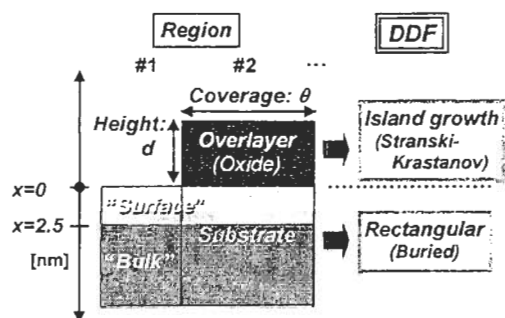 Region
DDF
#1
#2
...
Coverage: θ
Height:
d
Overlayer
(Oxide)
Island growth
(Stranski-
Krastanov)
x=0
"Surface"
x=2.5
Substrate
Rectangular
(Buried)
[nm]
"Bulk"